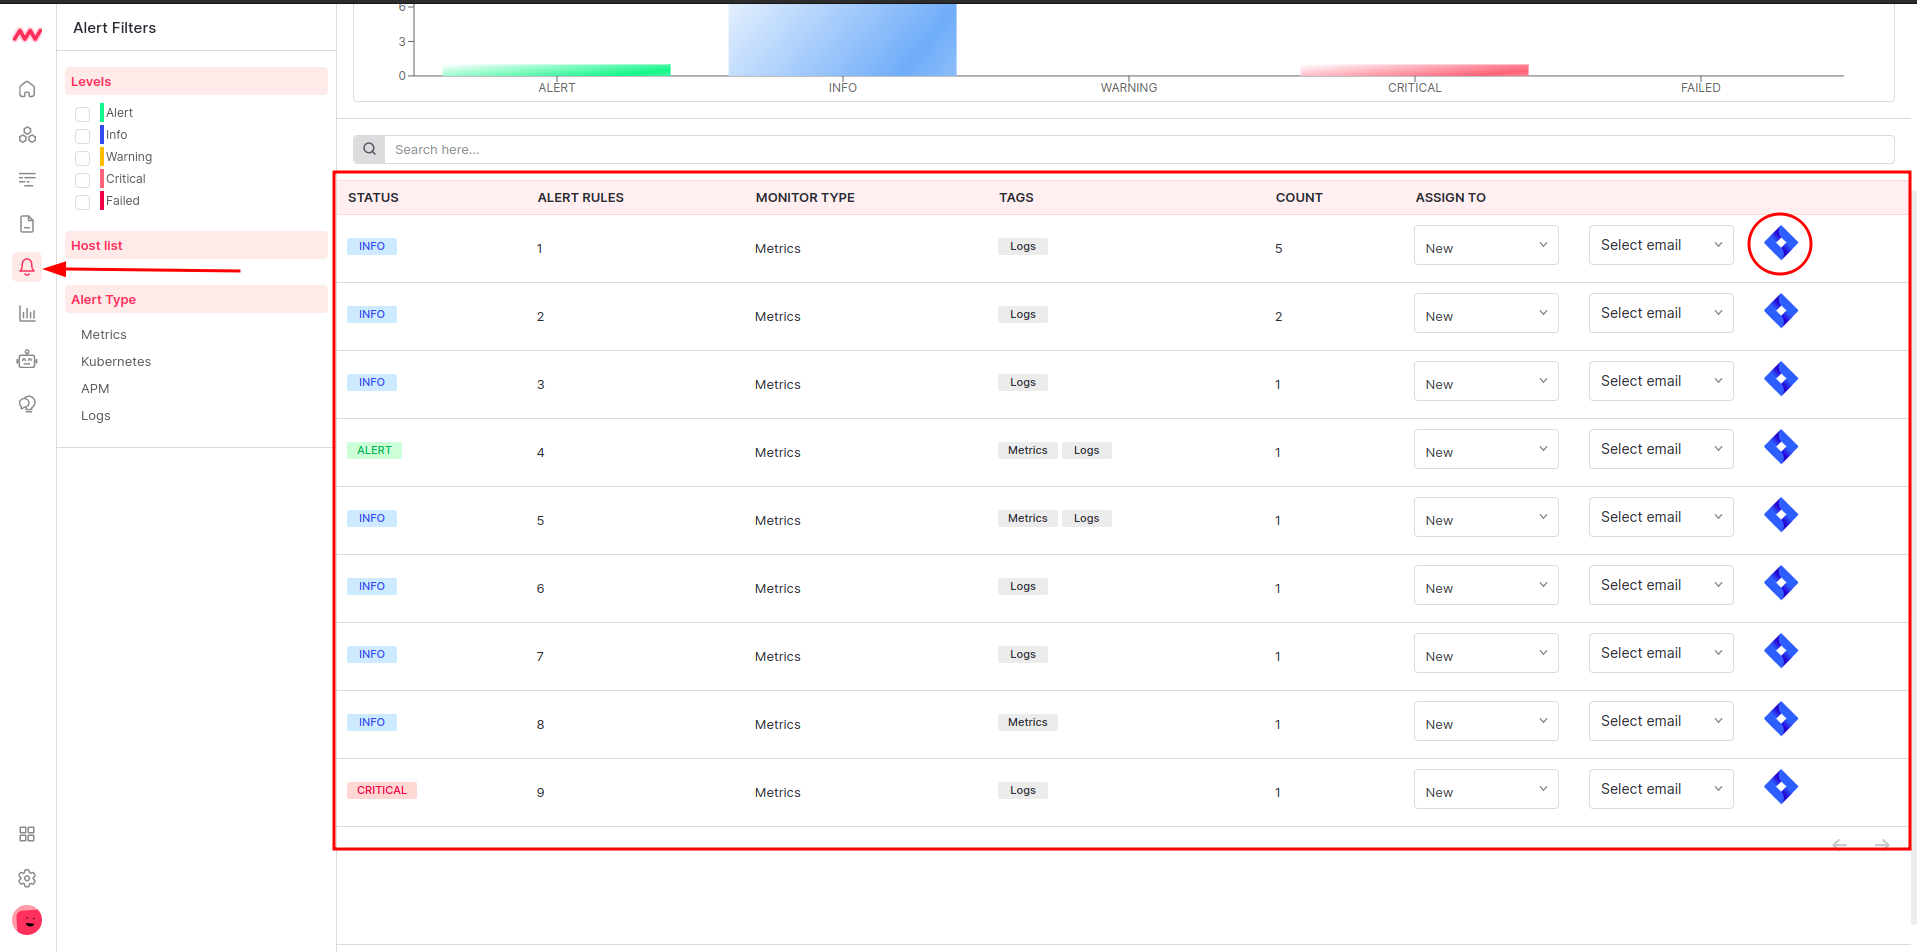 Alert Filters
Levels
Alert
Info
Warning
Critical
Failed
Host list
Alert Type
Metrics
Kubernetes
APM
Logs
6
3
0
ALERT INFO WARNING CRITICAL FAILED
Search here...
STATUS ALERT RULES MONITOR TYPE TAGS COUNT ASSIGN TO
INFO 1 Metrics Logs 5 New Select email
INFO 2 Metrics Logs 2 New Select email
INFO 3 Metrics Logs 1 New Select email
ALERT 4 Metrics Metrics Logs 1 New Select email
INFO 5 Metrics Metrics Logs 1 New Select email
INFO 6 Metrics Logs 1 New Select email
INFO 7 Metrics Logs 1 New Select email
INFO 8 Metrics Metrics 1 New Select email
CRITICAL 9 Metrics Logs 1 New Select email